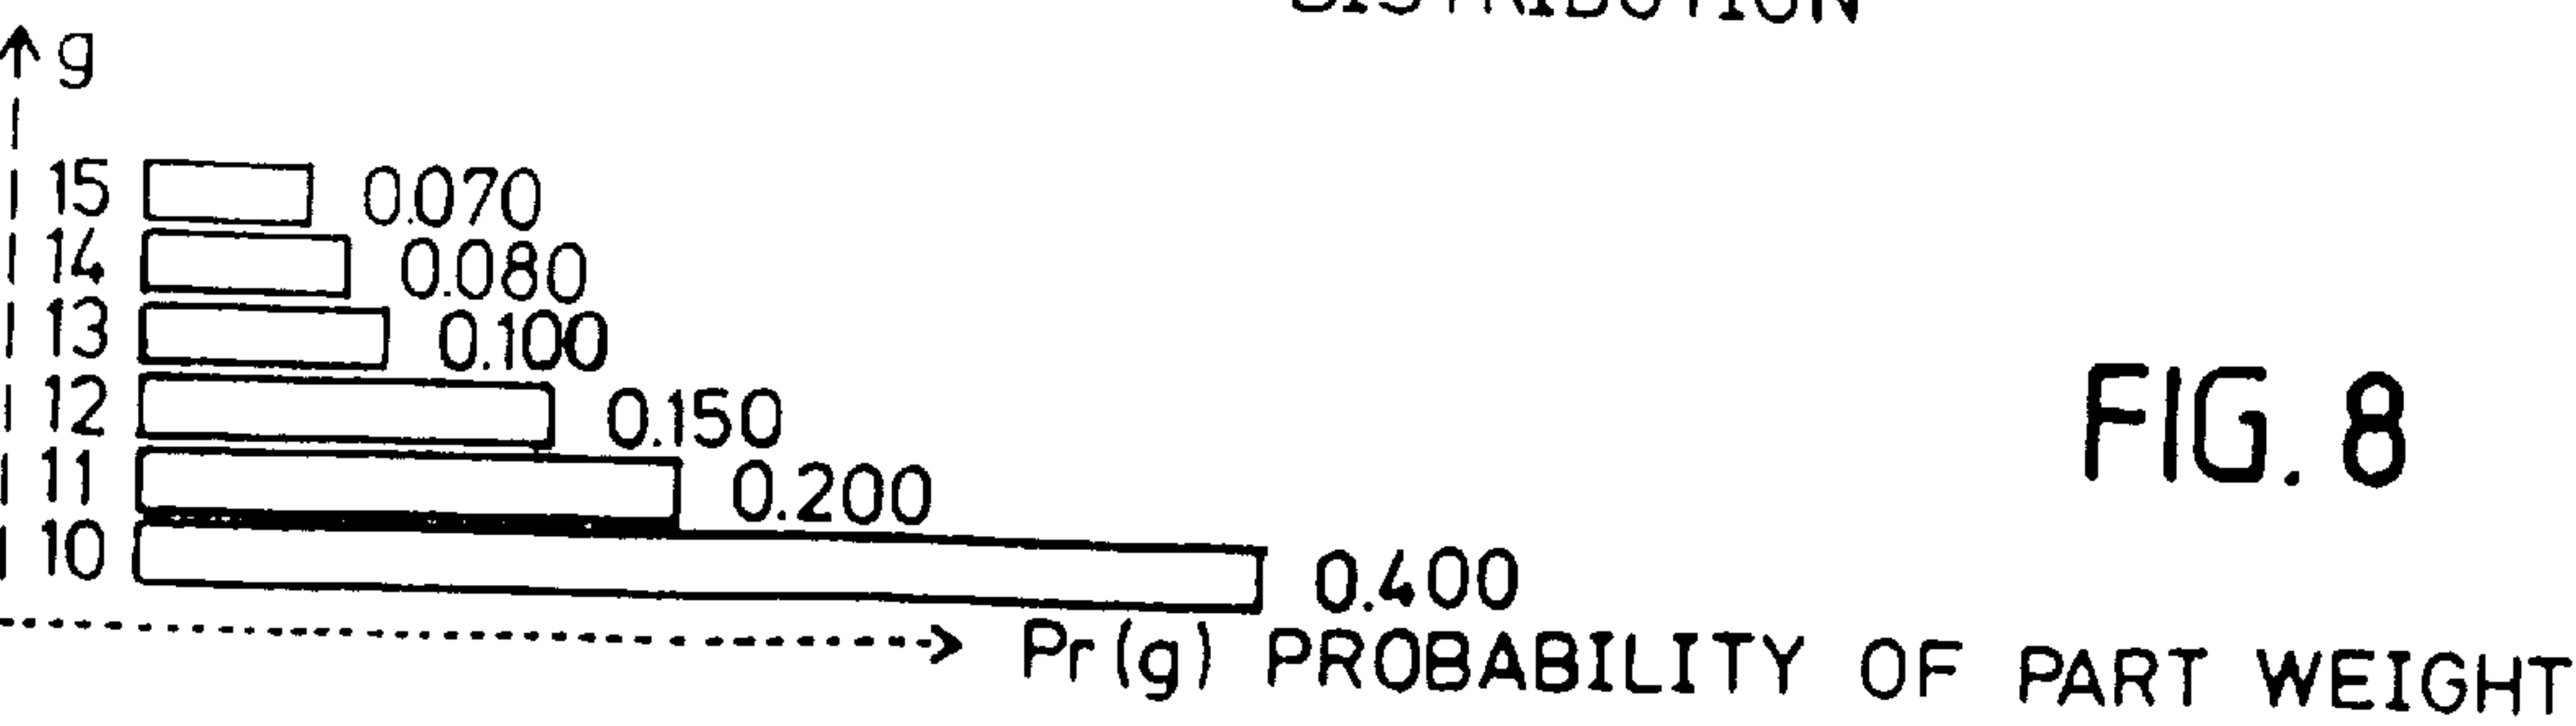 DISTRIBUTION
g
15 0.070
14 0.080
13 0.100
12 0.150
11 0.200
10 0.400
Pr(g) PROBABILITY OF PART WEIGHT
FIG. 8